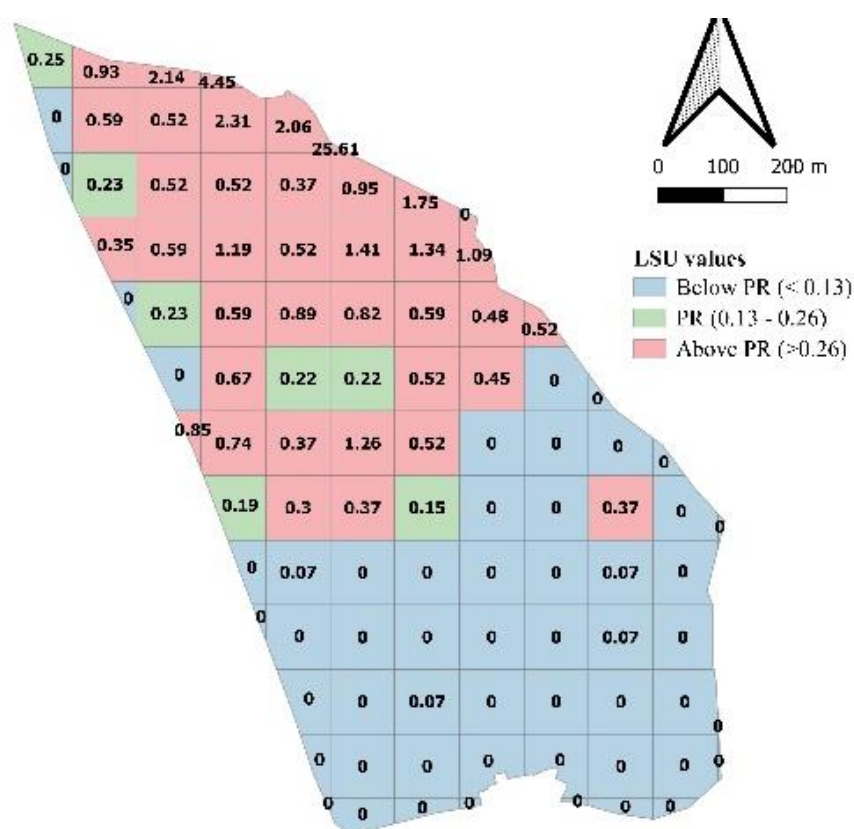 0.25 0.93 2.14 4.45
0 0.59 0.52 2.31 2.06
25.61
0 0.23 0.52 0.52 0.37 0.95 1.75 0
0.35 0.59 1.19 0.52 1.41 1.34 1.09
0 0.23 0.59 0.89 0.82 0.59 0.48 0.52
0 0.67 0.22 0.22 0.52 0.45 0 0
0.85 0.74 0.37 1.26 0.52 0 0 0 0
0.19 0.3 0.37 0.15 0 0 0.37 0 0
0 0.07 0 0 0 0 0.07 0
0 0 0 0 0 0 0.07 0
0 0 0.07 0 0 0 0 0
0 0 0 0 0 0 0 0
0 0 0 0 0 0 0
0 100 200 m
LSU values
Below PR (< 0.13)
PR (0.13 - 0.26)
Above PR (>0.26)